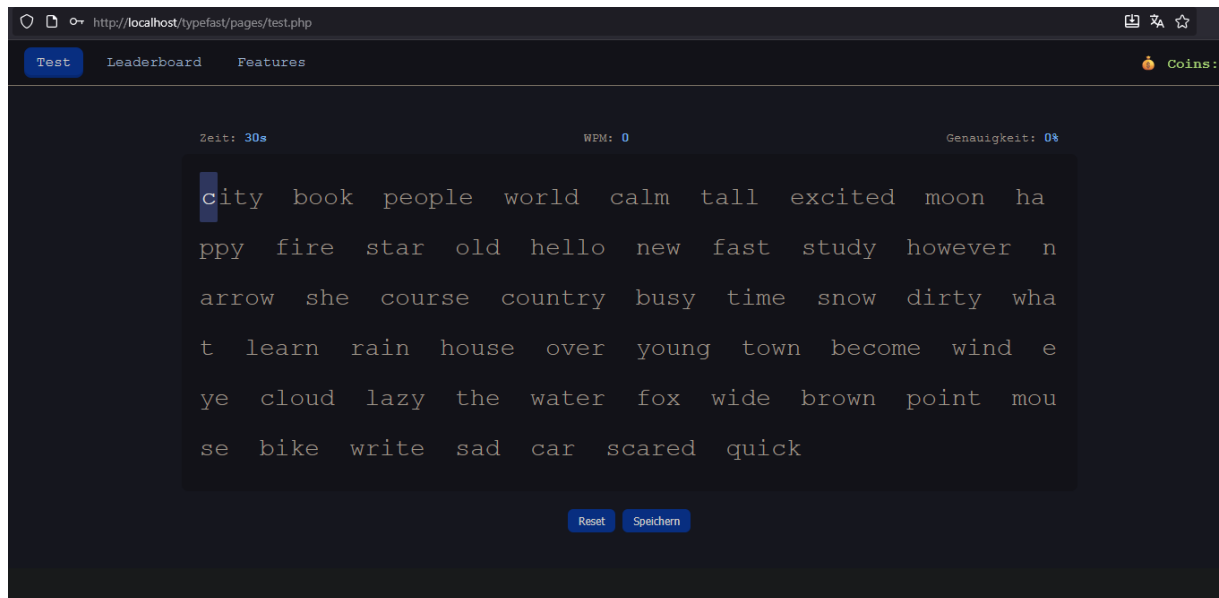 http://localhost/typefast/pages/test.php
Test Leaderboard Features Coins:
Zeit: 30s WPM: 0 Genauigkeit: 0%
city book people world calm tall excited moon ha
ppy fire star old hello new fast study however n
arrow she course country busy time snow dirty wha
t learn rain house over young town become wind e
ye cloud lazy the water fox wide brown point mou
se bike write sad car scared quick
Reset Speichern